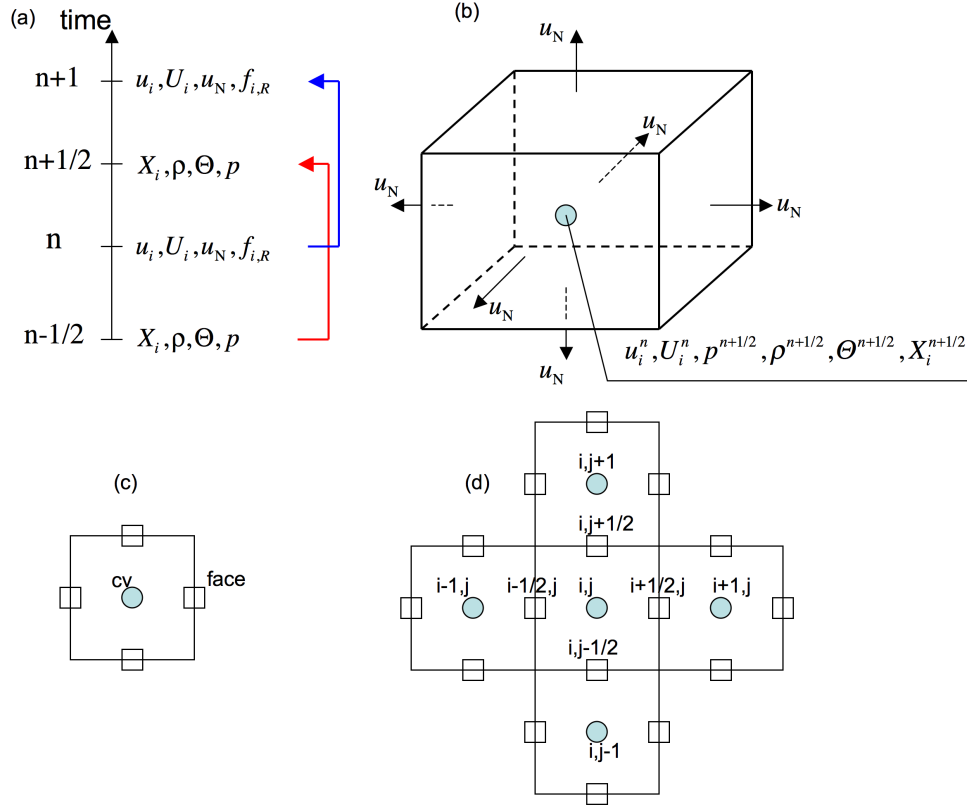 (a) time
n+1 u_i, U_i, u_N, f_{i,R}
n+1/2 X_i, ρ, Θ, p
n u_i, U_i, u_N, f_{i,R}
n-1/2 X_i, ρ, Θ, p
(b)
u_N
u_N
u_N
u_N
u_N
u_N
u_i^n, U_i^n, p^{n+1/2}, ρ^{n+1/2}, Θ^{n+1/2}, X_i^{n+1/2}
(c)
cv
face
(d)
i,j+1
i,j+1/2
i-1,j i-1/2,j i,j i+1/2,j i+1,j
i,j-1/2
i,j-1